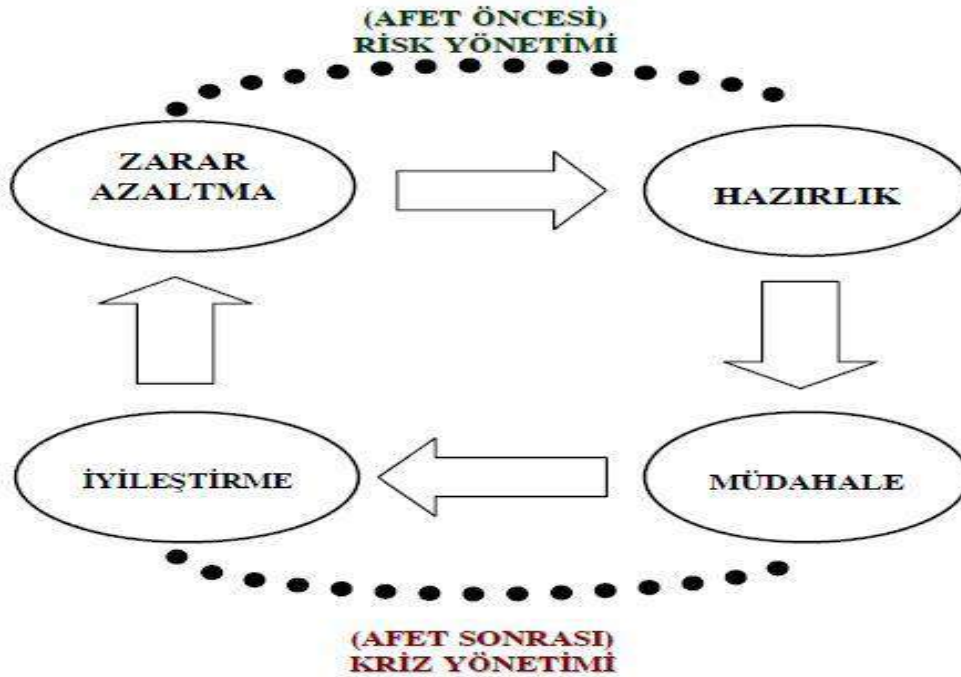 (AFET ÖNCESİ)
RİSK YÖNETİMİ
ZARAR
AZALTMA
HAZIRLIK
İYİLEŞTİRME
MÜDAHALE
(AFET SONRASI)
KRİZ YÖNETİMİ